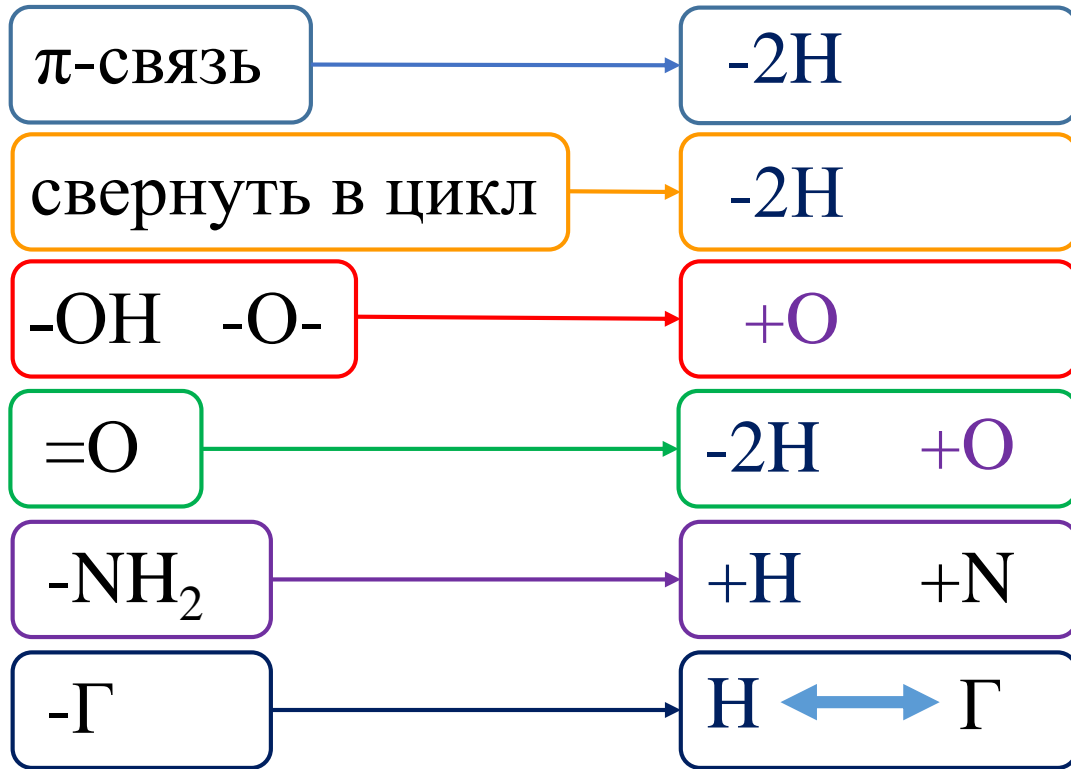 π-связь -2H
свернуть в цикл -2H
-OH -O- +O
=O -2H +O
-NH₂ +H +N
-Г H Г